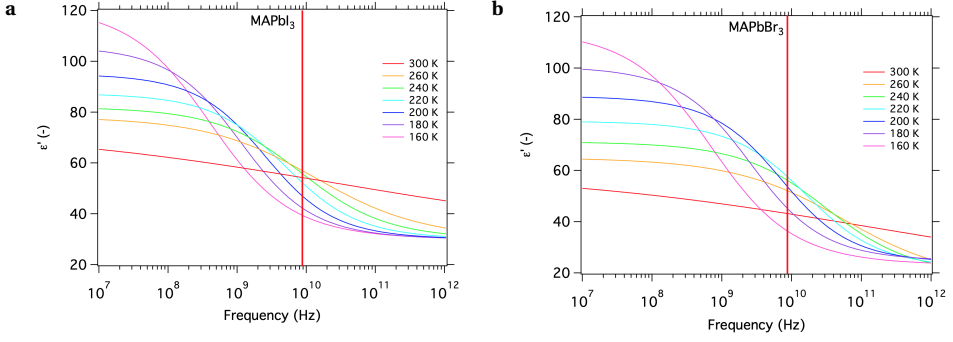 a
MAPbI3
120
100
80
60
40
20
ε' (-)
300 K
260 K
240 K
220 K
200 K
180 K
160 K
10^7
10^8
10^9
10^10
10^11
10^12
Frequency (Hz)
b
MAPbBr3
120
100
80
60
40
20
ε' (-)
300 K
260 K
240 K
220 K
200 K
180 K
160 K
10^7
10^8
10^9
10^10
10^11
10^12
Frequency (Hz)